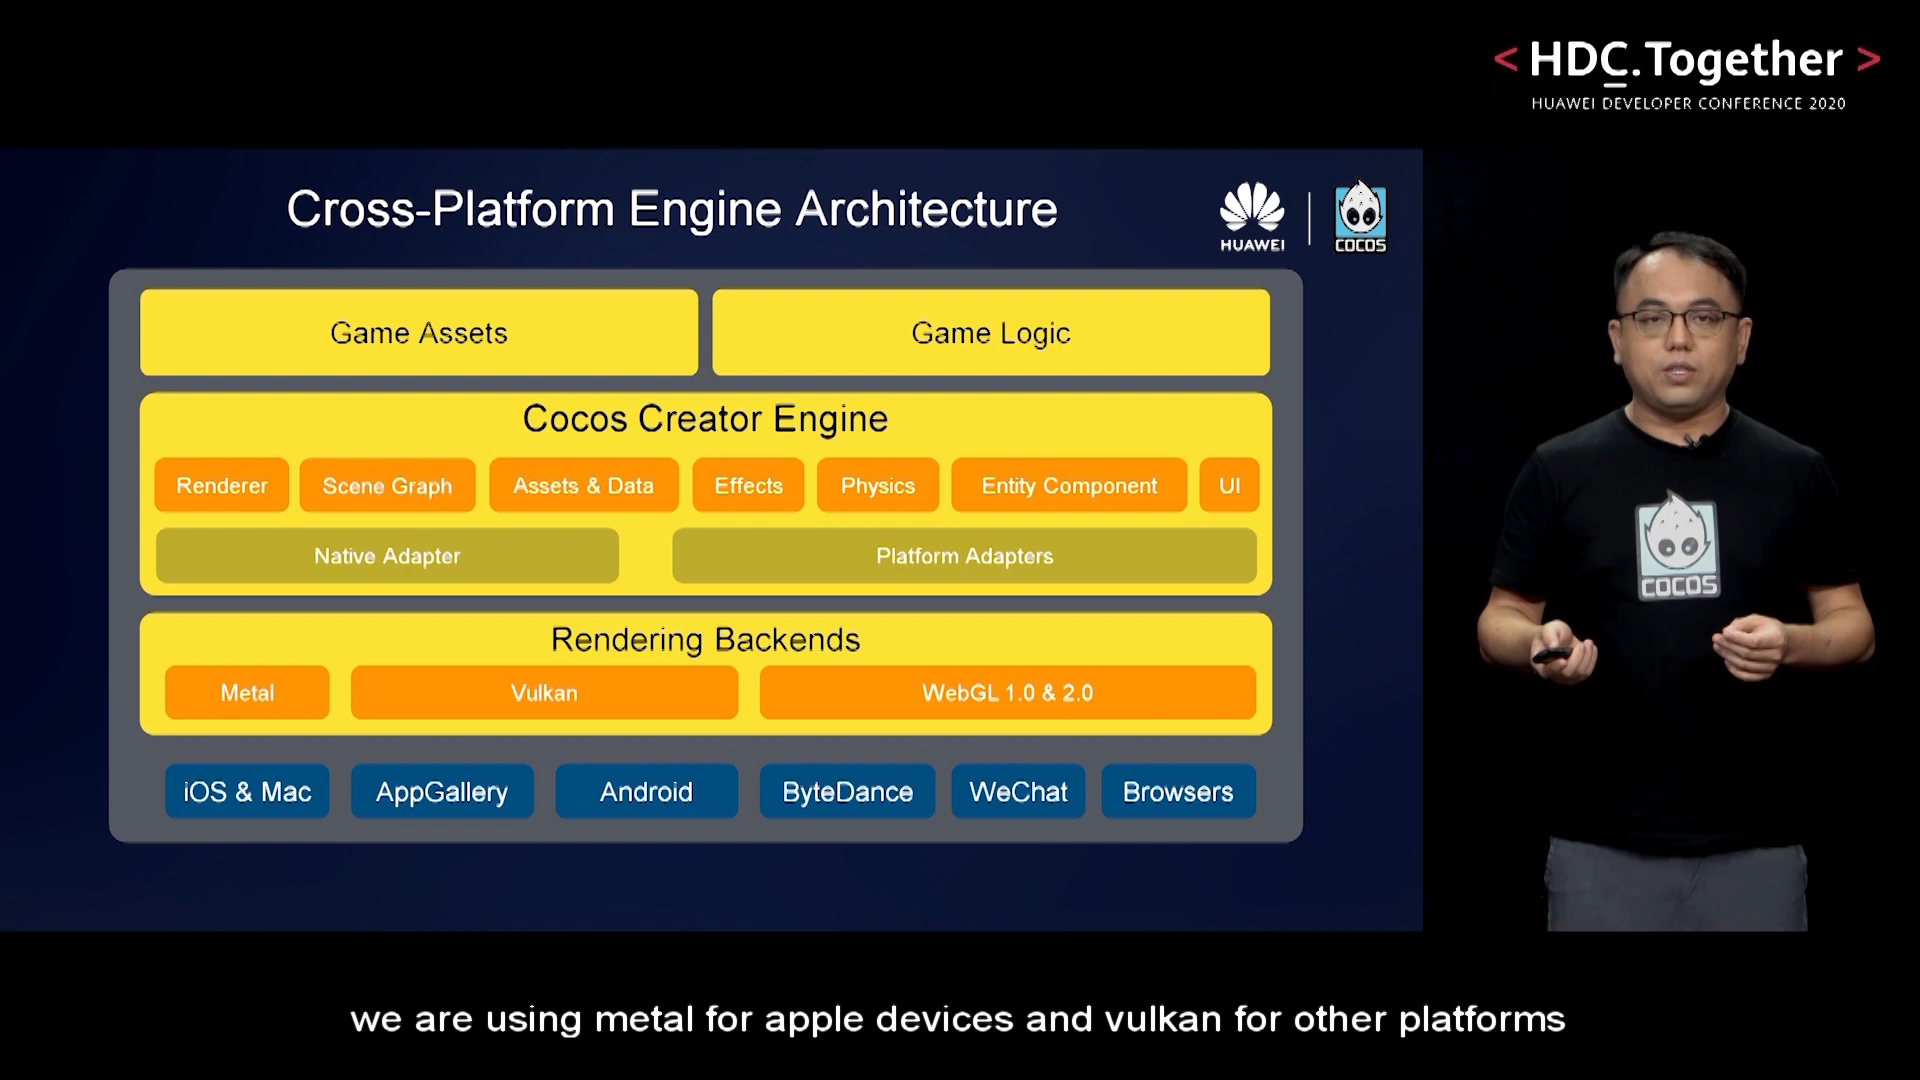 < HDC.Together >
HUAWEI DEVELOPER CONFERENCE 2020
Cross-Platform Engine Architecture
HUAWEI
COCOS
Game Assets
Game Logic
Cocos Creator Engine
Renderer
Scene Graph
Assets & Data
Effects
Physics
Entity Component
UI
Native Adapter
Platform Adapters
Rendering Backends
Metal
Vulkan
WebGL 1.0 & 2.0
iOS & Mac
AppGallery
Android
ByteDance
WeChat
Browsers
COCOS
we are using metal for apple devices and vulkan for other platforms